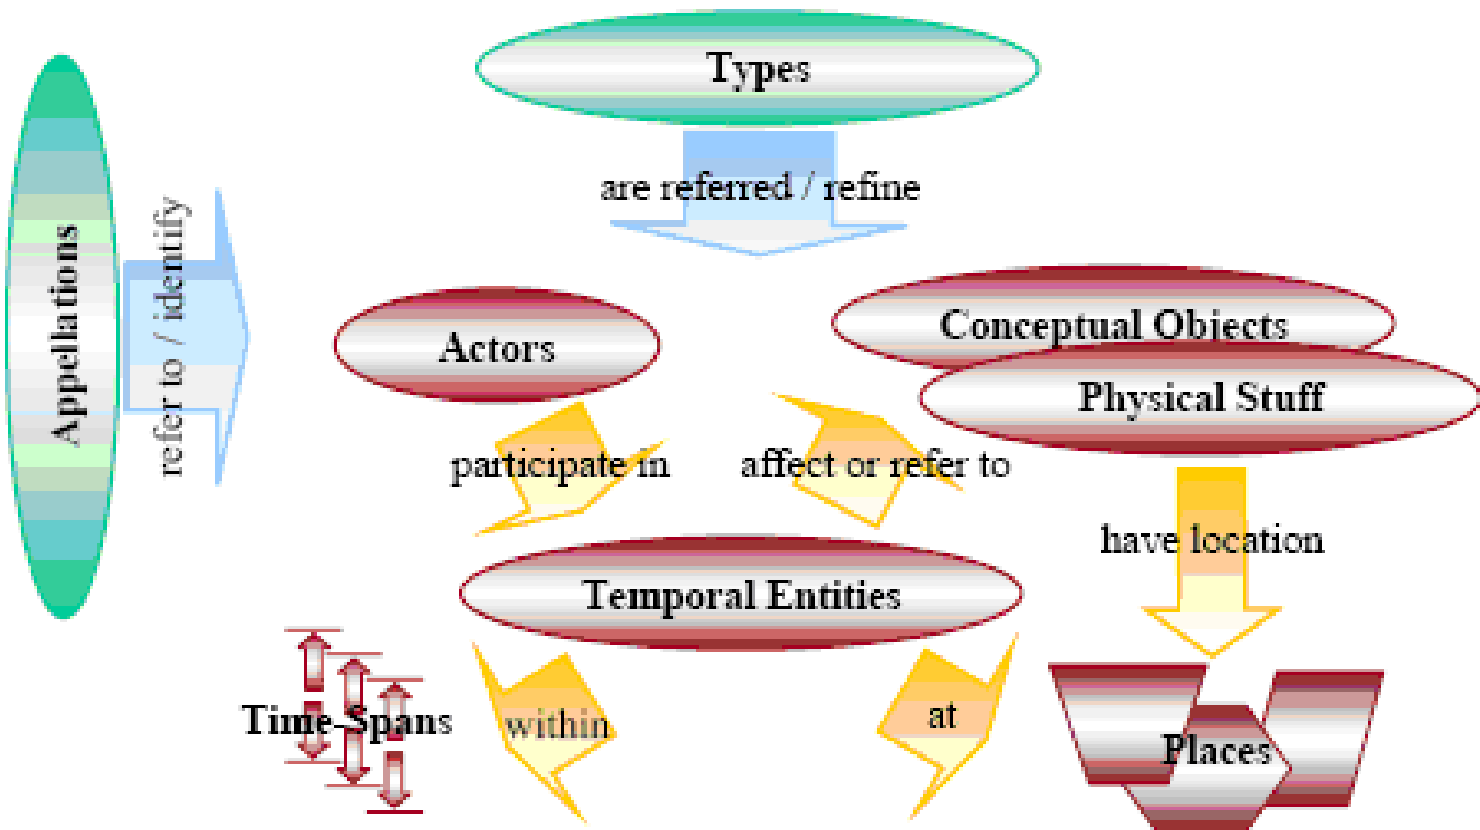 Types
are referred / refine
Appellations
refer to / identify
Actors
Conceptual Objects
Physical Stuff
participate in
affect or refer to
have location
Temporal Entities
Time-Spans
within
at
Places